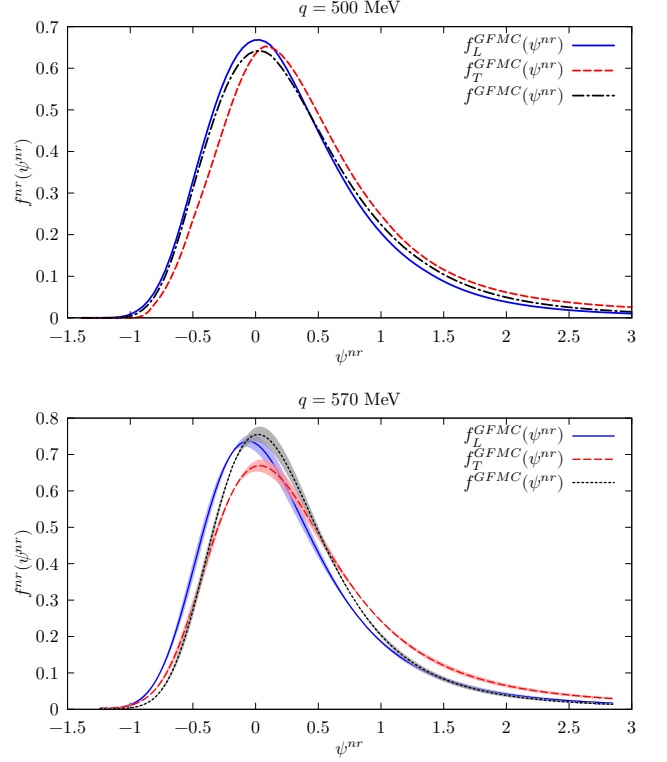 q = 500 MeV
f_L^{GFMC}(ψ^{nr})
f_T^{GFMC}(ψ^{nr})
f^{GFMC}(ψ^{nr})
f^{nr}(ψ^{nr})
0.7
0.6
0.5
0.4
0.3
0.2
0.1
0
−1.5 −1 −0.5 0 0.5 1 1.5 2 2.5 3
ψ^{nr}
q = 570 MeV
f_L^{GFMC}(ψ^{nr})
f_T^{GFMC}(ψ^{nr})
f^{GFMC}(ψ^{nr})
f^{nr}(ψ^{nr})
0.8
0.7
0.6
0.5
0.4
0.3
0.2
0.1
0
−1.5 −1 −0.5 0 0.5 1 1.5 2 2.5 3
ψ^{nr}